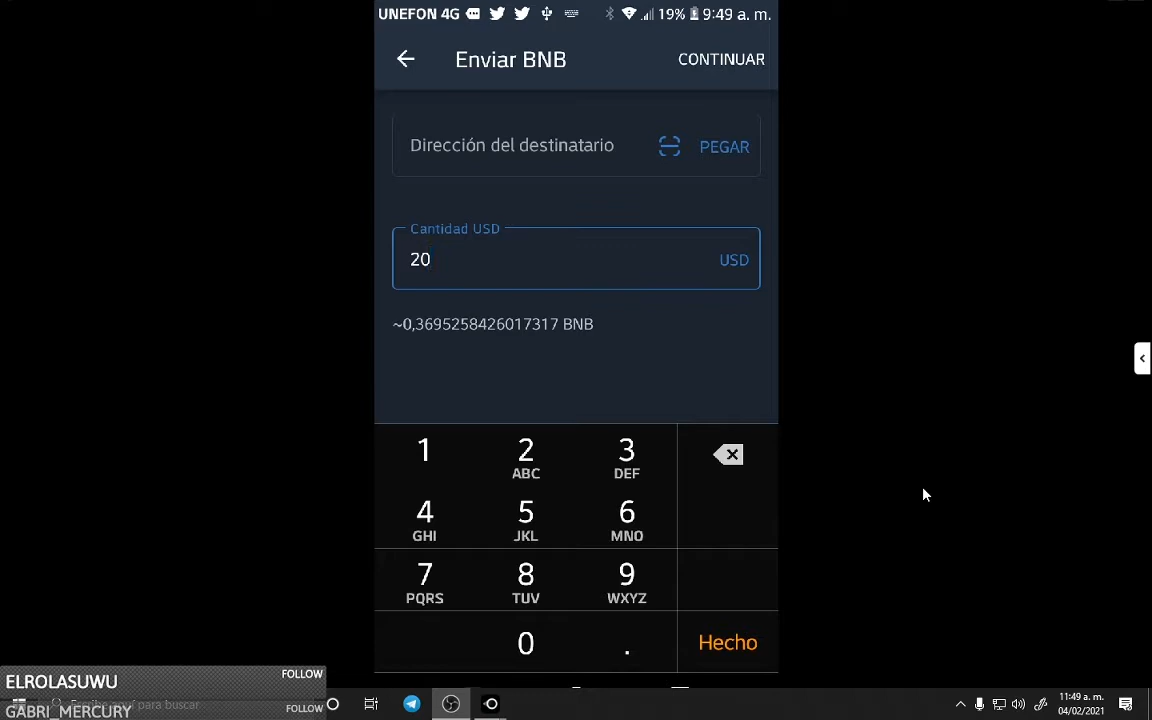 UNEFON 4G 19% 9:49 a. m.
Enviar BNB CONTINUAR
Dirección del destinatario PEGAR
Cantidad USD
20 USD
~0,3695258426017317 BNB
1 2 3
ABC DEF
4 5 6
GHI JKL MNO
7 8 9
PQRS TUV WXYZ
0 . Hecho
ELROLASUWU FOLLOW
GABRI_MERCURY FOLLOW
para buscar
11:49 a. m.
04/02/2021